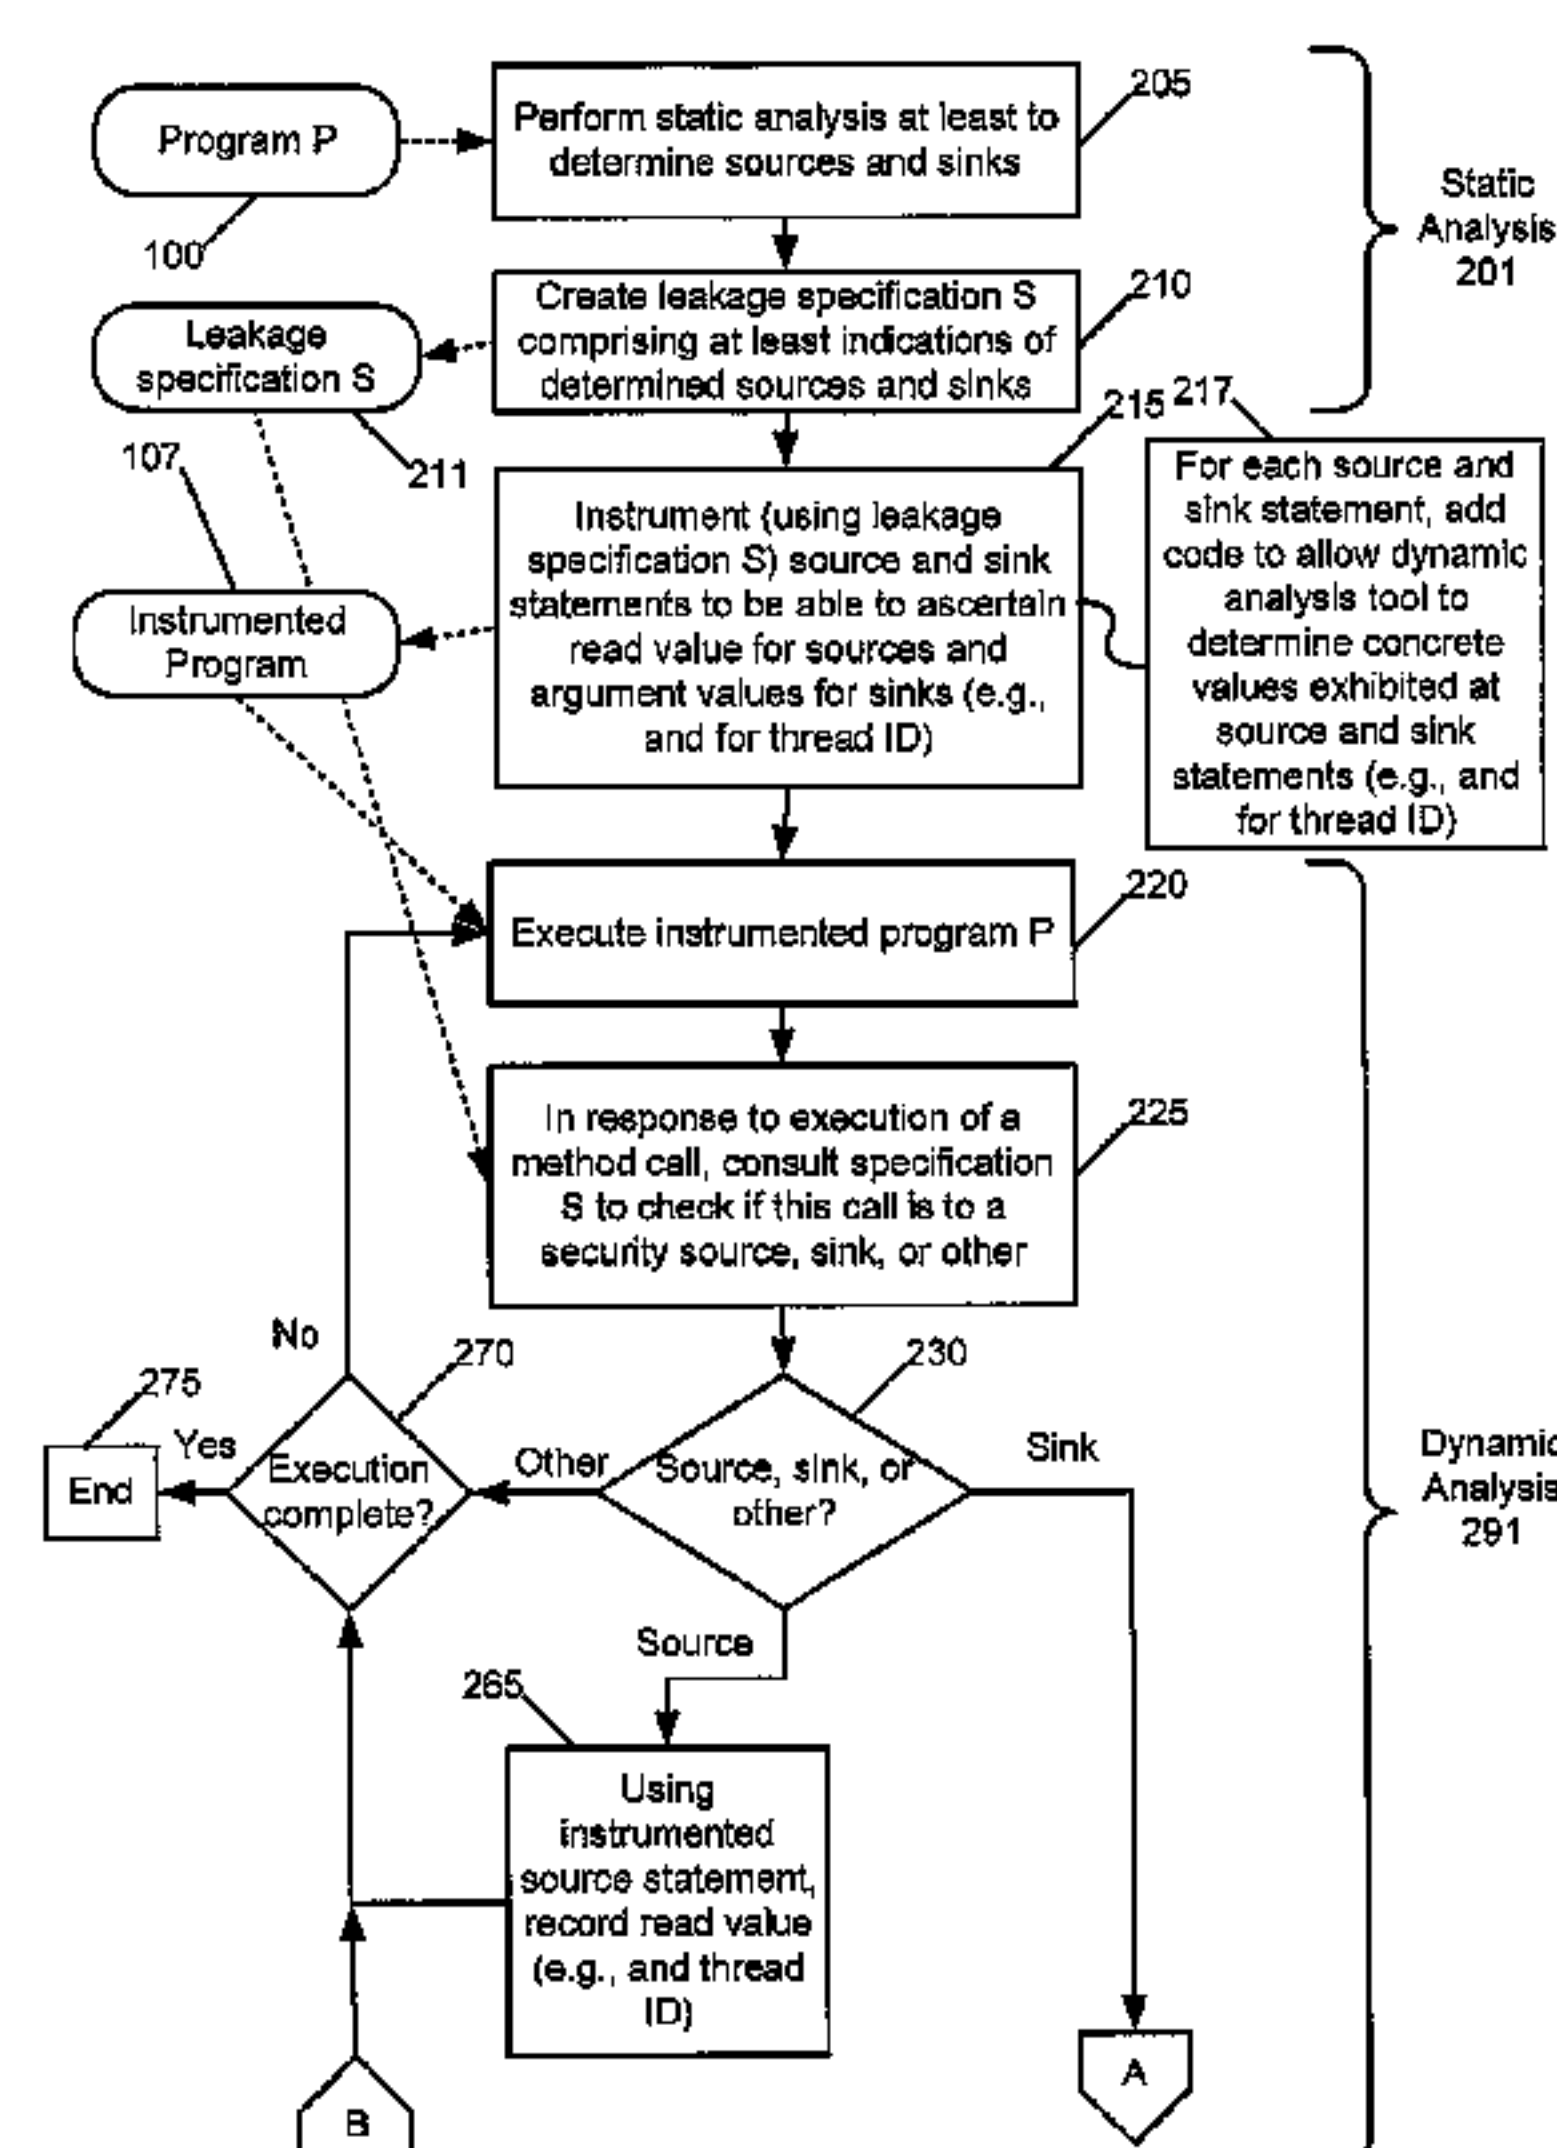 Program P
100
Perform static analysis at least to
determine sources and sinks
205
Static
Analysis
201
Create leakage specification S
comprising at least indications of
determined sources and sinks
210
Leakage
specification S
211
107
215
217
Instrument (using leakage
specification S) source and sink
statements to be able to ascertain
read value for sources and
argument values for sinks (e.g.,
and for thread ID)
For each source and
sink statement, add
code to allow dynamic
analysis tool to
determine concrete
values exhibited at
source and sink
statements (e.g., and
for thread ID)
Instrumented
Program
Execute instrumented program P
220
In response to execution of a
method call, consult specification
S to check if this call is to a
security source, sink, or other
225
No
270
230
275
Yes
End
Execution
complete?
Other
Source, sink, or
other?
Sink
Dynamic
Analysis
291
Source
265
Using
instrumented
source statement,
record read value
(e.g., and thread
ID)
A
B